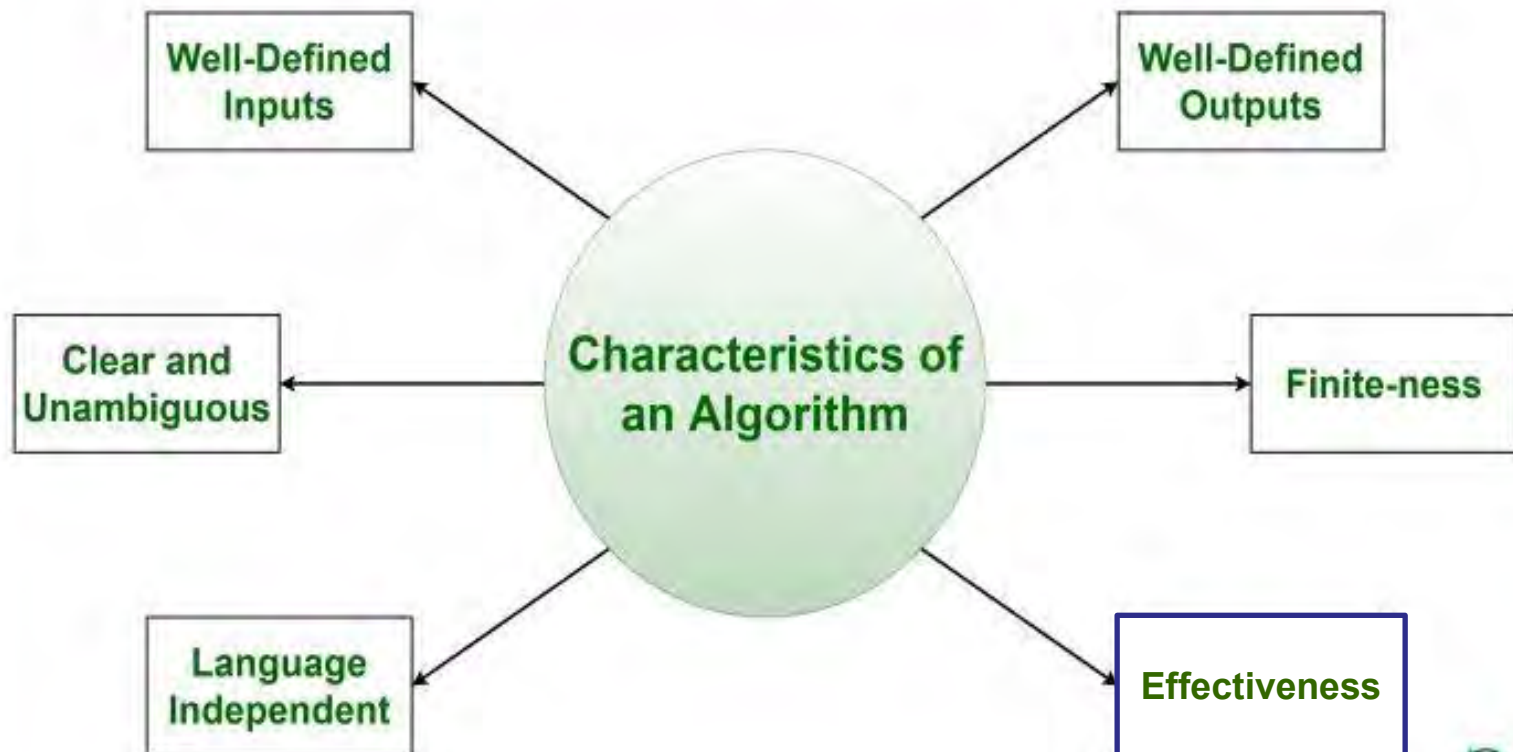 Well-Defined
Inputs
Well-Defined
Outputs
Clear and
Unambiguous
Characteristics of
an Algorithm
Finite-ness
Language
Independent
Effectiveness